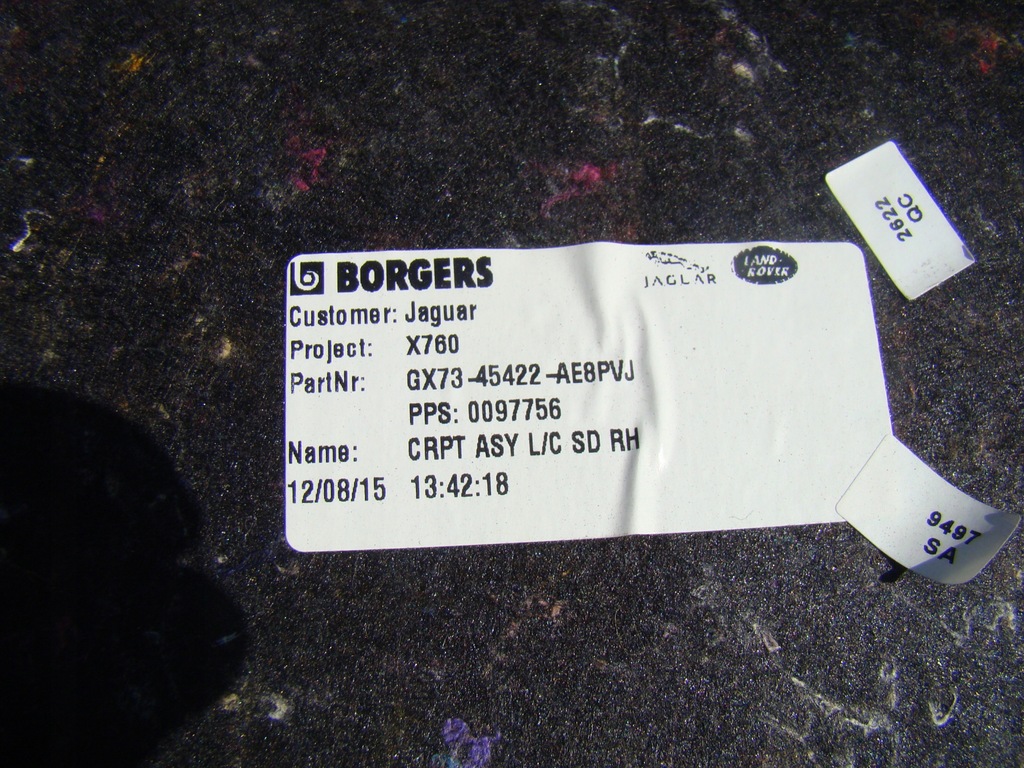 BORGERS
JAGUAR
LAND-
ROVER
Customer: Jaguar
Project: X760
PartNr: GX73-45422-AE8PVJ
PPS: 0097756
Name: CRPT ASY L/C SD RH
12/08/15 13:42:18
2622
QC
9497
SA